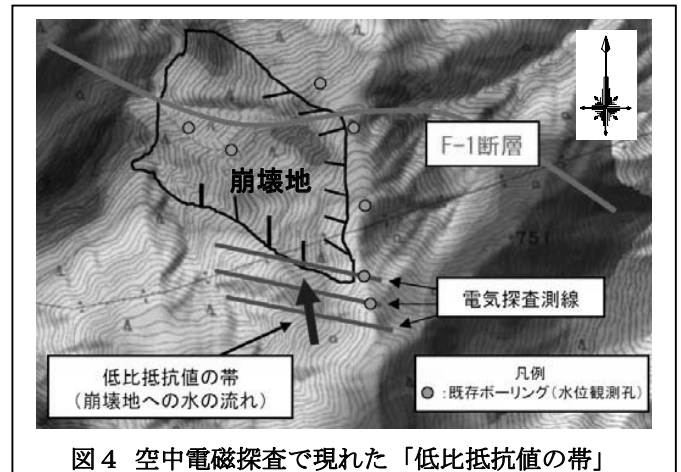 F-1断層
崩壊地
751
電気探査測線
低比抵抗値の帯
(崩壊地への水の流れ)
凡例
:既存ボーリング(水位観測孔)
図4 空中電磁探査で現れた「低比抵抗値の帯」